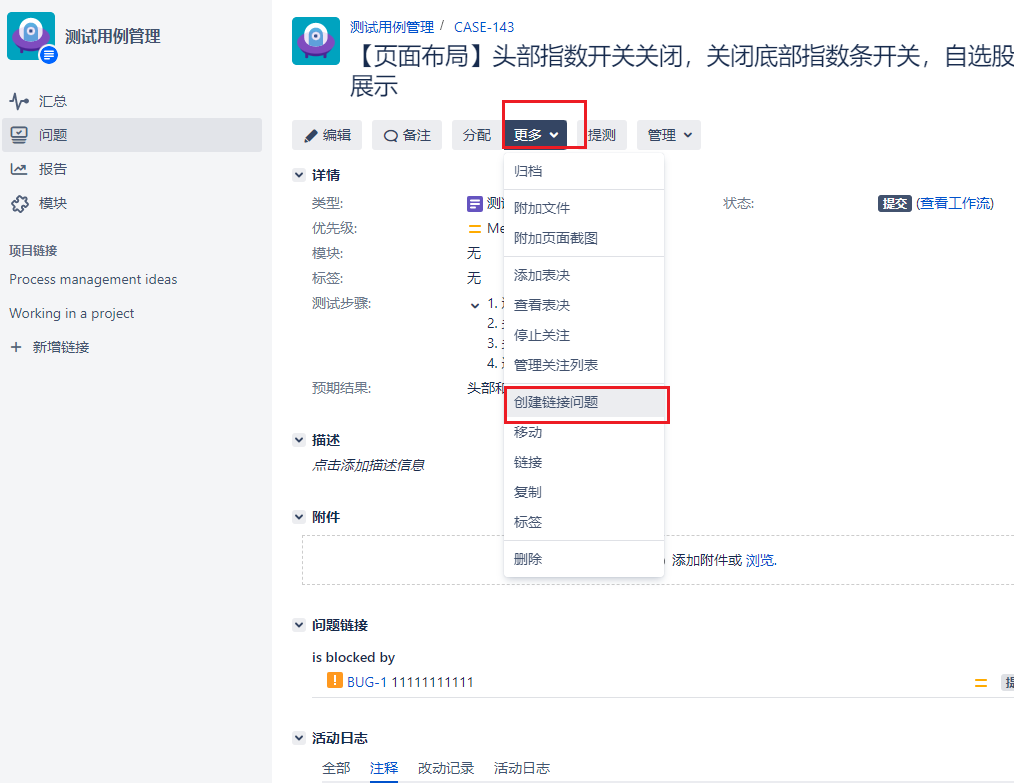 测试用例管理
汇总
问题
报告
模块
项目链接
Process management ideas
Working in a project
新增链接
测试用例管理 / CASE-143
【页面布局】头部指数开关关闭，关闭底部指数条开关，自选股
展示
编辑 备注 分配 更多 提测 管理
归档
附加文件
附加页面截图
添加表决
查看表决
停止关注
管理关注列表
创建链接问题
移动
链接
复制
标签
删除
详情
类型: 测
状态: 提交 (查看工作流)
优先级: Me
模块: 无
标签: 无
测试步骤: 1.
2.
3.
4.
预期结果: 头部和
描述
点击添加描述信息
附件
添加附件或 浏览.
问题链接
is blocked by
BUG-1 11111111111
活动日志
全部 注释 改动记录 活动日志